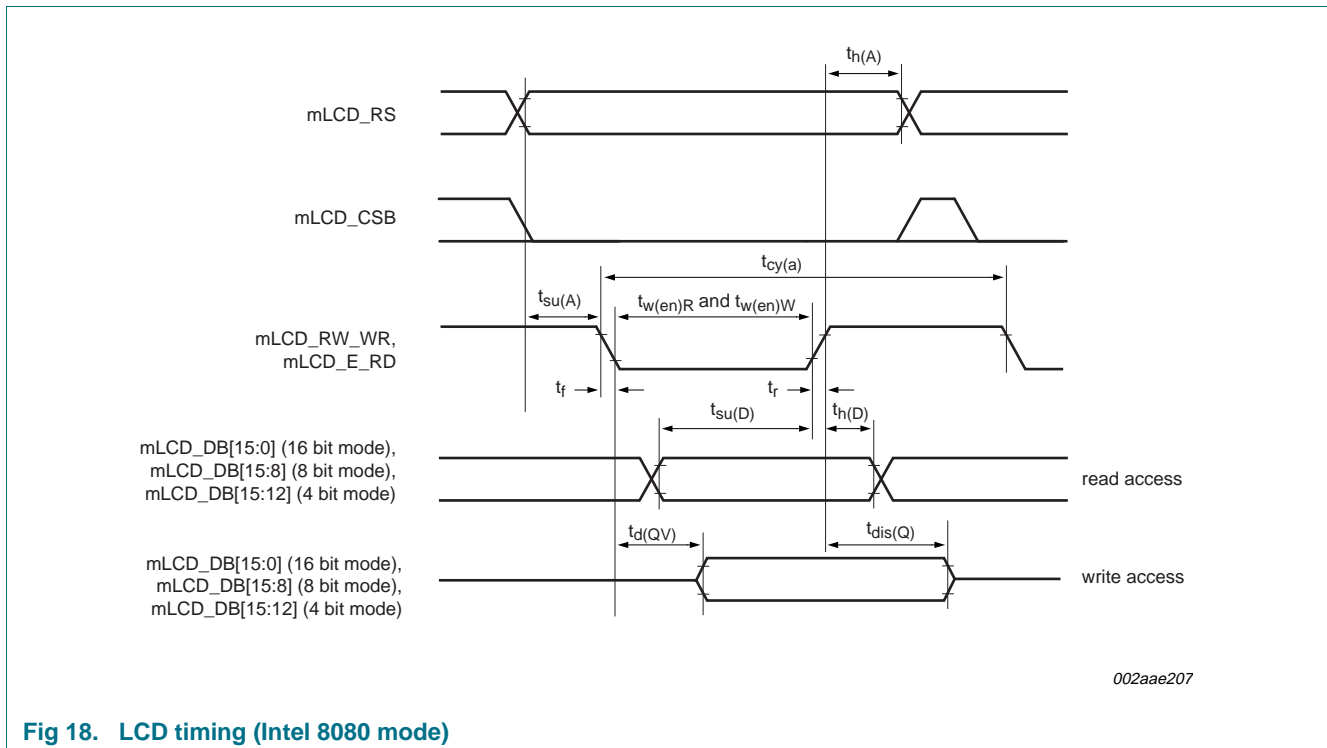 th(A)
mLCD_RS
mLCD_CSB
tcy(a)
tsu(A)
tw(en)R and tw(en)W
mLCD_RW_WR,
mLCD_E_RD
tf
tr
tsu(D)
th(D)
mLCD_DB[15:0] (16 bit mode),
mLCD_DB[15:8] (8 bit mode),
mLCD_DB[15:12] (4 bit mode)
read access
td(QV)
tdis(Q)
mLCD_DB[15:0] (16 bit mode),
mLCD_DB[15:8] (8 bit mode),
mLCD_DB[15:12] (4 bit mode)
write access
002aae207
Fig 18. LCD timing (Intel 8080 mode)